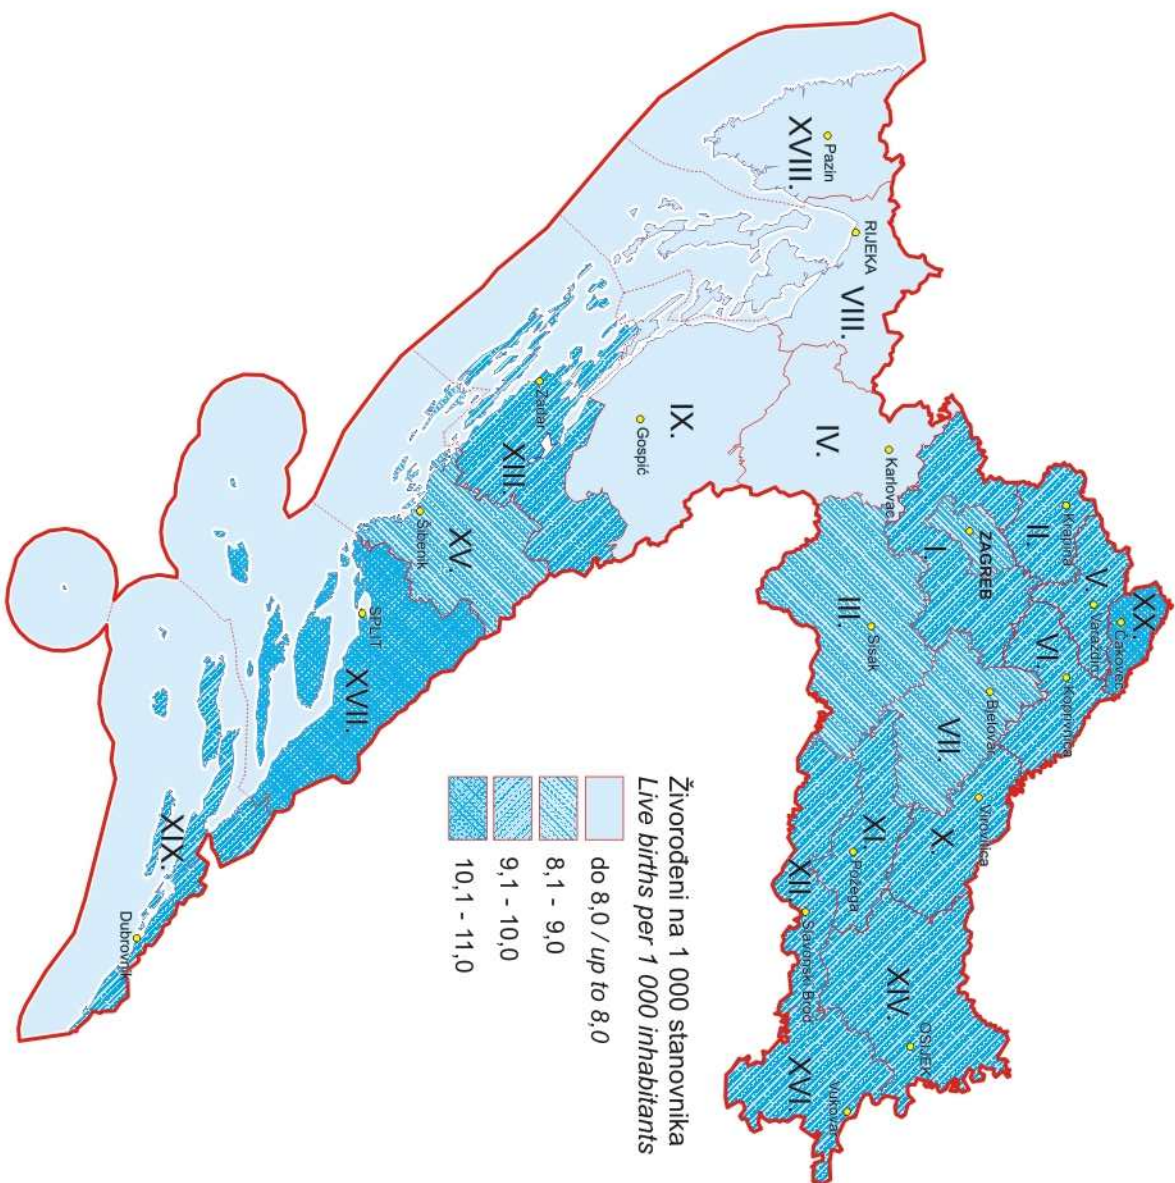 XX.
Čakovec
V.
Varaždin
Krapina
II.
VI.
Koprivnica
ZAGREB
I.
Bjelovar
VII.
Virovitica
X.
OSIJEK
XIV.
Karlovac
IV.
Sisak
III.
XI.
Požega
XII.
Slavonski Brod
Vukovar
XVI.
RIJEKA
VIII.
Pazin
XVIII.
IX.
Gospić
Zadar
XIII
XV.
Šibenik
SPLIT
XVII.
XIX.
Dubrovnik
Živorođeni na 1 000 stanovnika
Live births per 1 000 inhabitants
do 8,0 / up to 8,0
8,1 - 9,0
9,1 - 10,0
10,1 - 11,0